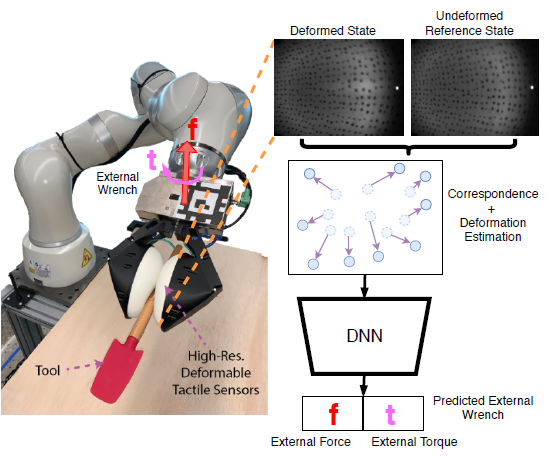 Deformed State
Undeformed
Reference State
f
t
External
Wrench
Correspondence
+
Deformation
Estimation
DNN
Tool
High-Res.
Deformable
Tactile Sensors
f
t
Predicted External
Wrench
External Force
External Torque